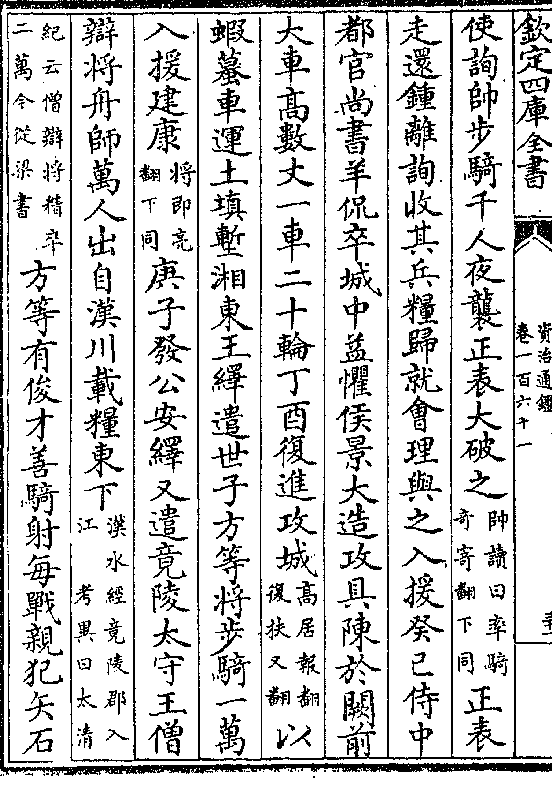 欽定四庫全書
資治通鑑
卷一百六十一
使詢帥步騎千人夜襲正表大破之
帥讀曰率騎
奇寄翻下同
正表
走還鍾離詢收其兵糧歸就㑹理與之入援癸已侍中
都官尚書羊侃卒城中益懼侯景大造攻具陳於闕前
大車高數丈一車二十輪丁酉復進攻城
高居報翻
復扶又翻
以
蝦蟇車運土填塹湘東王繹遣世子方等將步騎一萬
入援建康
將即亮
翻下同
庚子發公安繹又遣竟陵太守王僧
辯將舟師萬人出自漢川載糧東下
漢水經竟陵郡入
江　考異曰太清
紀云僧辯將精卒
二萬今從梁書
方等有俊才善騎射每戰親犯矢石